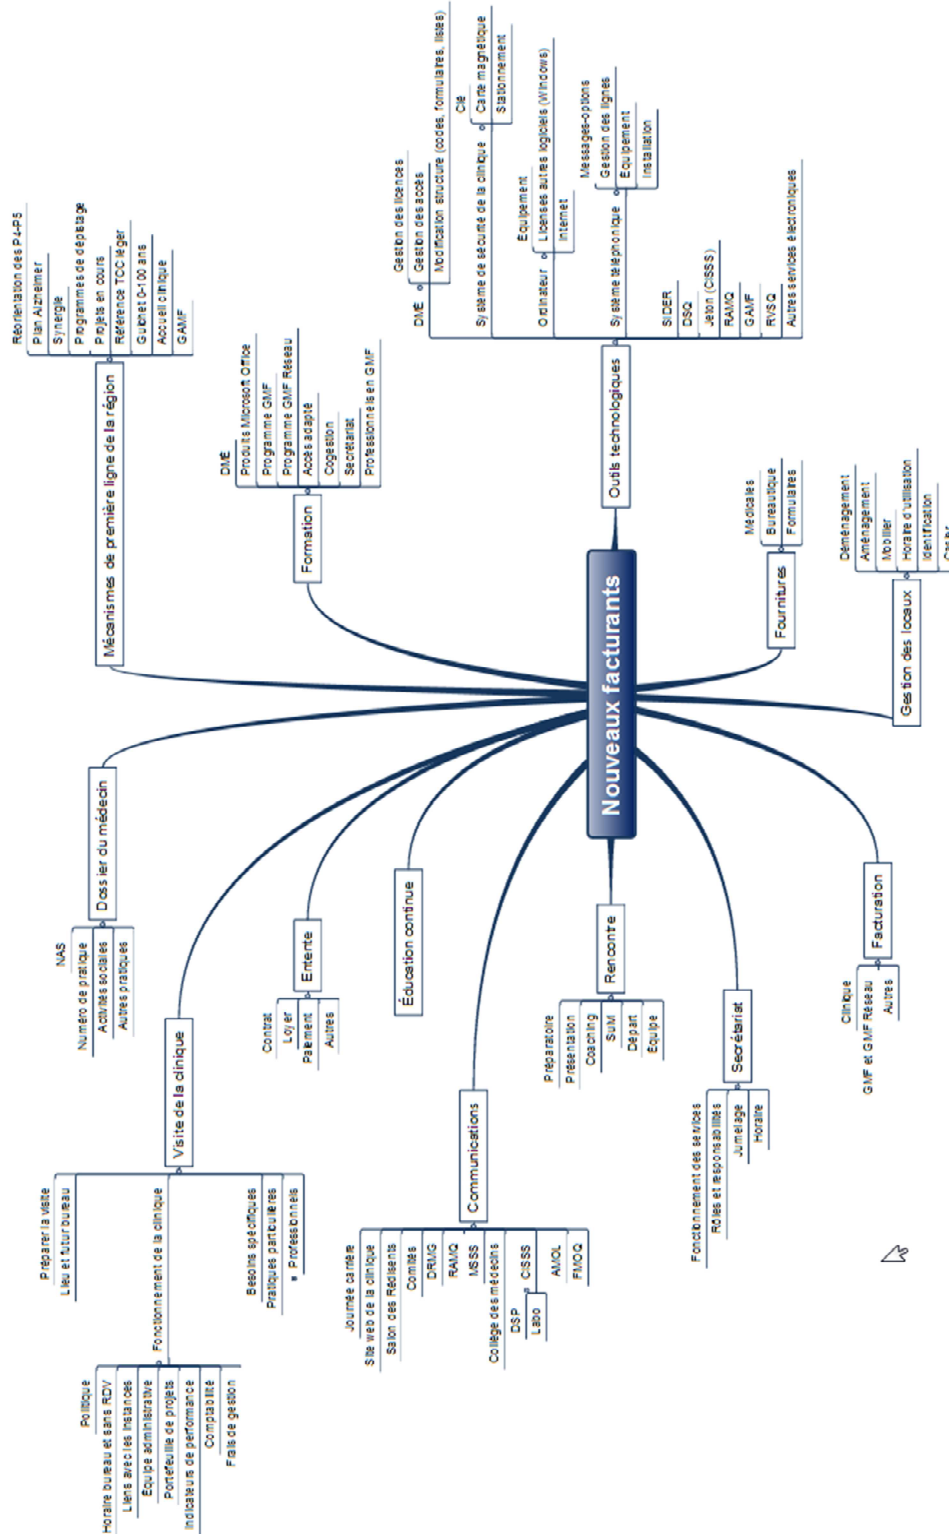 Nouveaux facturants
Visite de la clinique
Préparer la visite
Lieu et futur bureau
Fonctionnement de la clinique
Politique
Horaire bureau et sans RDV
Liens avec les instances
Équipe administrative
Portefeuille de projets
Indicateurs de performance
Comptabilité
Frais de gestion
Besoins spécifiques
Pratiques particulières
Professionnels
Dossier du médecin
NAS
Numéro de pratique
Activités sociales
Autres pratiques
Entente
Contrat
Loyer
Paiement
Autres
Éducation continue
Communications
Journée carrière
Site web de la clinique
Salon des Rédisents
Comités
DRMG
RAMQ
MSSS
Collège des médecins
CISSS
DSP
Labo
AMOL
FMOQ
Rencontre
Préparatoire
Présentation
Coaching
Suivi
Départ
Équipe
Secrétariat
Fonctionnement des services
Rôles et responsabilités
Jumelage
Horaire
Facturation
Clinique
GMF et GMF Réseau
Autres
Mécanismes de première ligne de la région
Réorientation des P4-P5
Plan Alzheimer
Synergie
Programmes de dépistage
Projets en cours
Référence TCC léger
Guichet 0-100 ans
Accueil clinique
GAMF
Formation
DMÉ
Produits Microsoft Office
Programme GMF
Programme GMF Réseau
Accès adapté
Cogestion
Secrétariat
Professionnels en GMF
Outils technologiques
DMÉ
Gestion des licences
Gestion des accès
Modification structure (codes, formulaires, listes)
Système de sécurité de la clinique
Clé
Carte magnétique
Stationnement
Ordinateur
Équipement
Licenses autres logiciels (Windows)
Internet
Système téléphonique
Messages-options
Gestion des lignes
Équipement
Installation
SIDER
DSQ
Jeton (CISSS)
RAMQ
GAMF
RVSQ
Autres services électroniques
Fournitures
Médicales
Bureautique
Formulaires
Gestion des locaux
Déménagement
Aménagement
Mobilier
Horaire d'utilisation
Identification